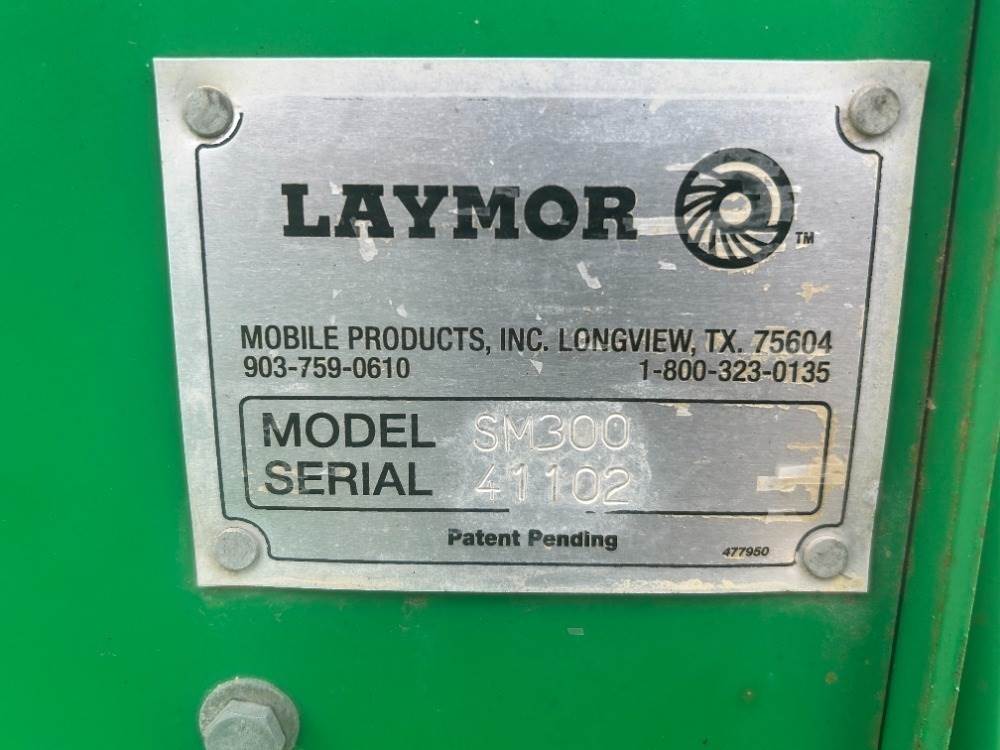 LAYMOR TM
MOBILE PRODUCTS, INC. LONGVIEW, TX. 75604
903-759-0610 1-800-323-0135
MODEL SM300
SERIAL 41102
Patent Pending 477950